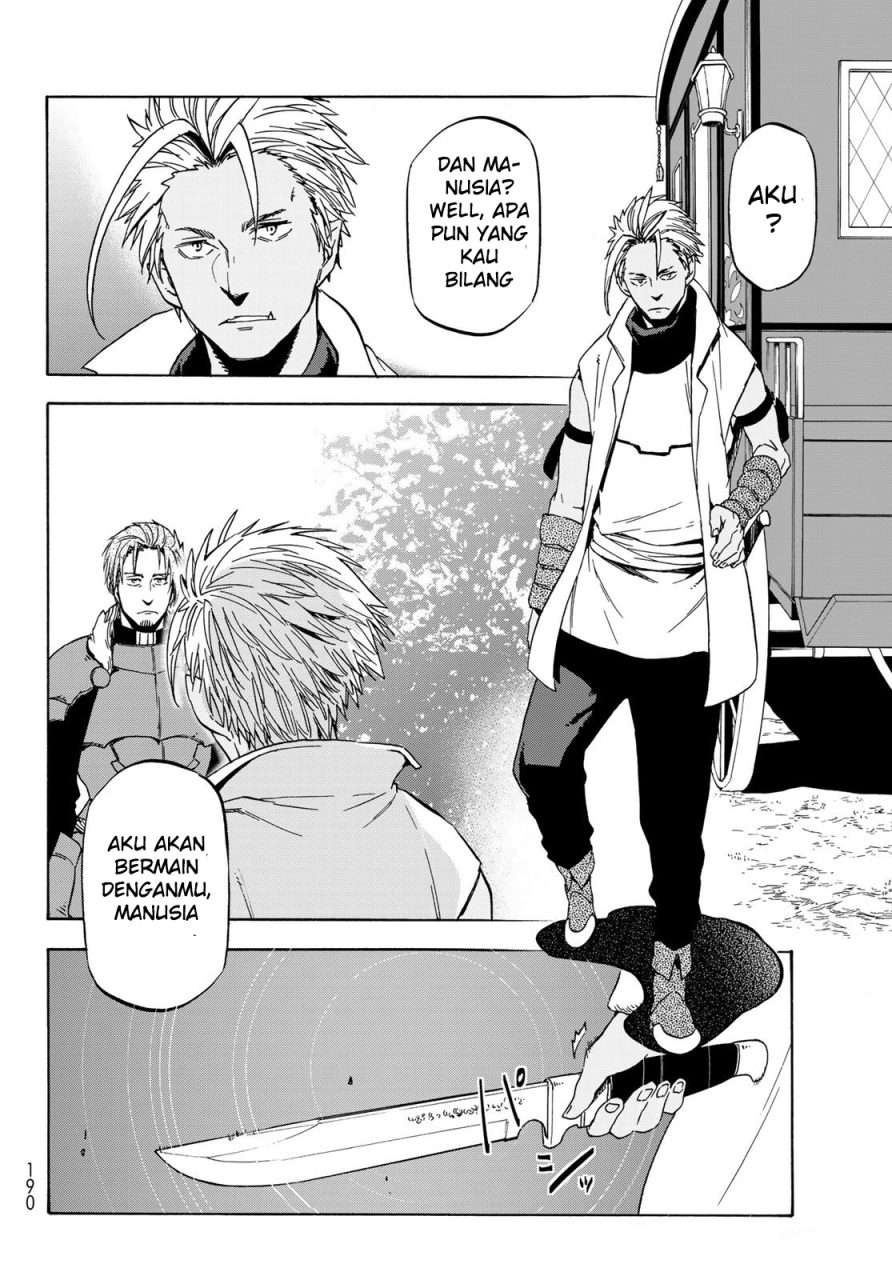 AKU
?
DAN MA-
NUSIA?
WELL, APA
PUN YANG
KAU
BILANG
AKU AKAN
BERMAIN
DENGANMU,
MANUSIA
190